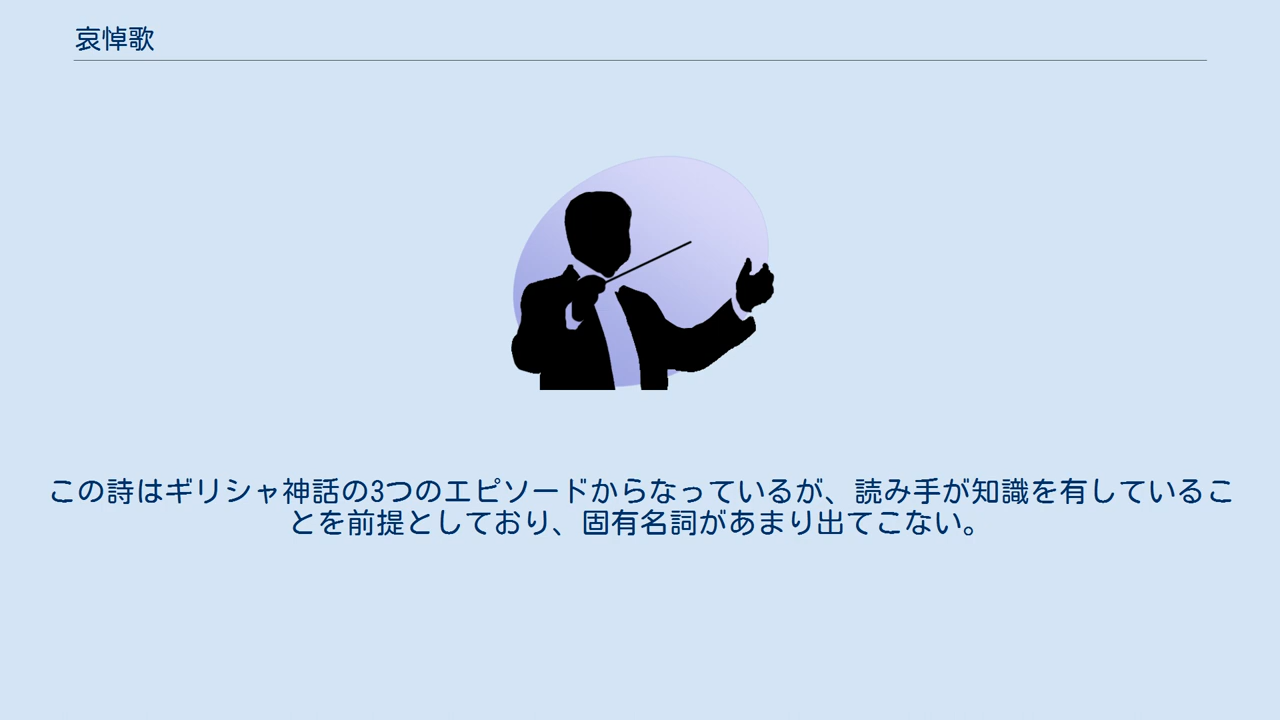 哀悼歌
この詩はギリシャ神話の3つのエピソードからなっているが、読み手が知識を有しているこ
とを前提としており、固有名詞があまり出てこない。